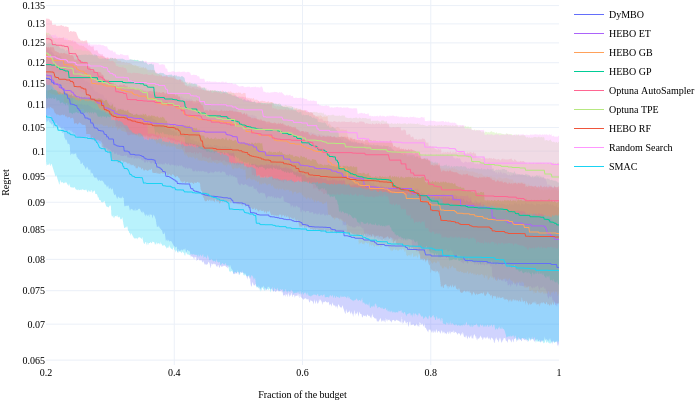 0.135
0.13
0.125
0.12
0.115
0.11
0.105
0.1
0.095
0.09
0.085
0.08
0.075
0.07
0.065
Regret
0.2
0.4
0.6
0.8
1
Fraction of the budget
DyMBO
HEBO ET
HEBO GB
HEBO GP
Optuna AutoSampler
Optuna TPE
HEBO RF
Random Search
SMAC